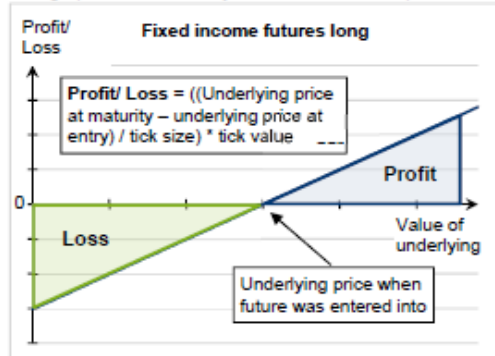 Profit/
Loss
Fixed income futures long
Profit/ Loss = ((Underlying price
at maturity – underlying price at
entry) / tick size) * tick value
0
Profit
Loss
Value of
underlying
Underlying price when
future was entered into